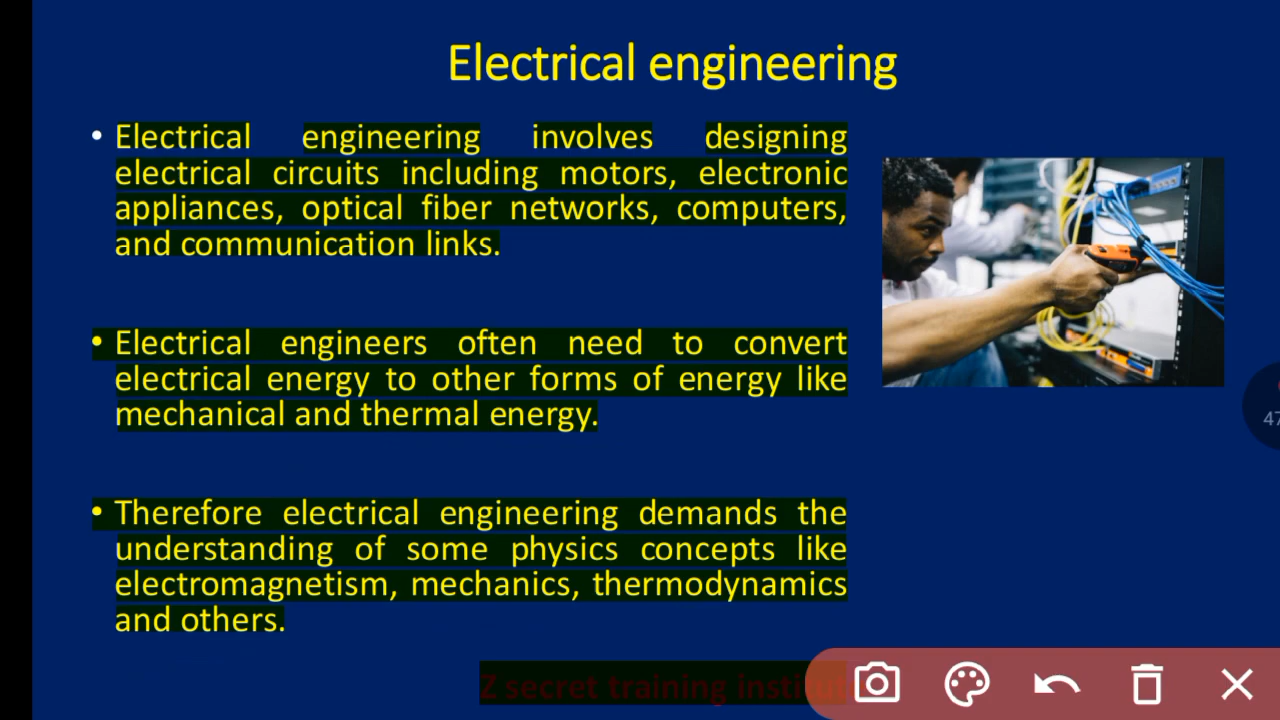 Electrical engineering
• Electrical engineering involves designing
electrical circuits including motors, electronic
appliances, optical fiber networks, computers,
and communication links.
• Electrical engineers often need to convert
electrical energy to other forms of energy like
mechanical and thermal energy.
• Therefore electrical engineering demands the
understanding of some physics concepts like
electromagnetism, mechanics, thermodynamics
and others.
Z secret training
47